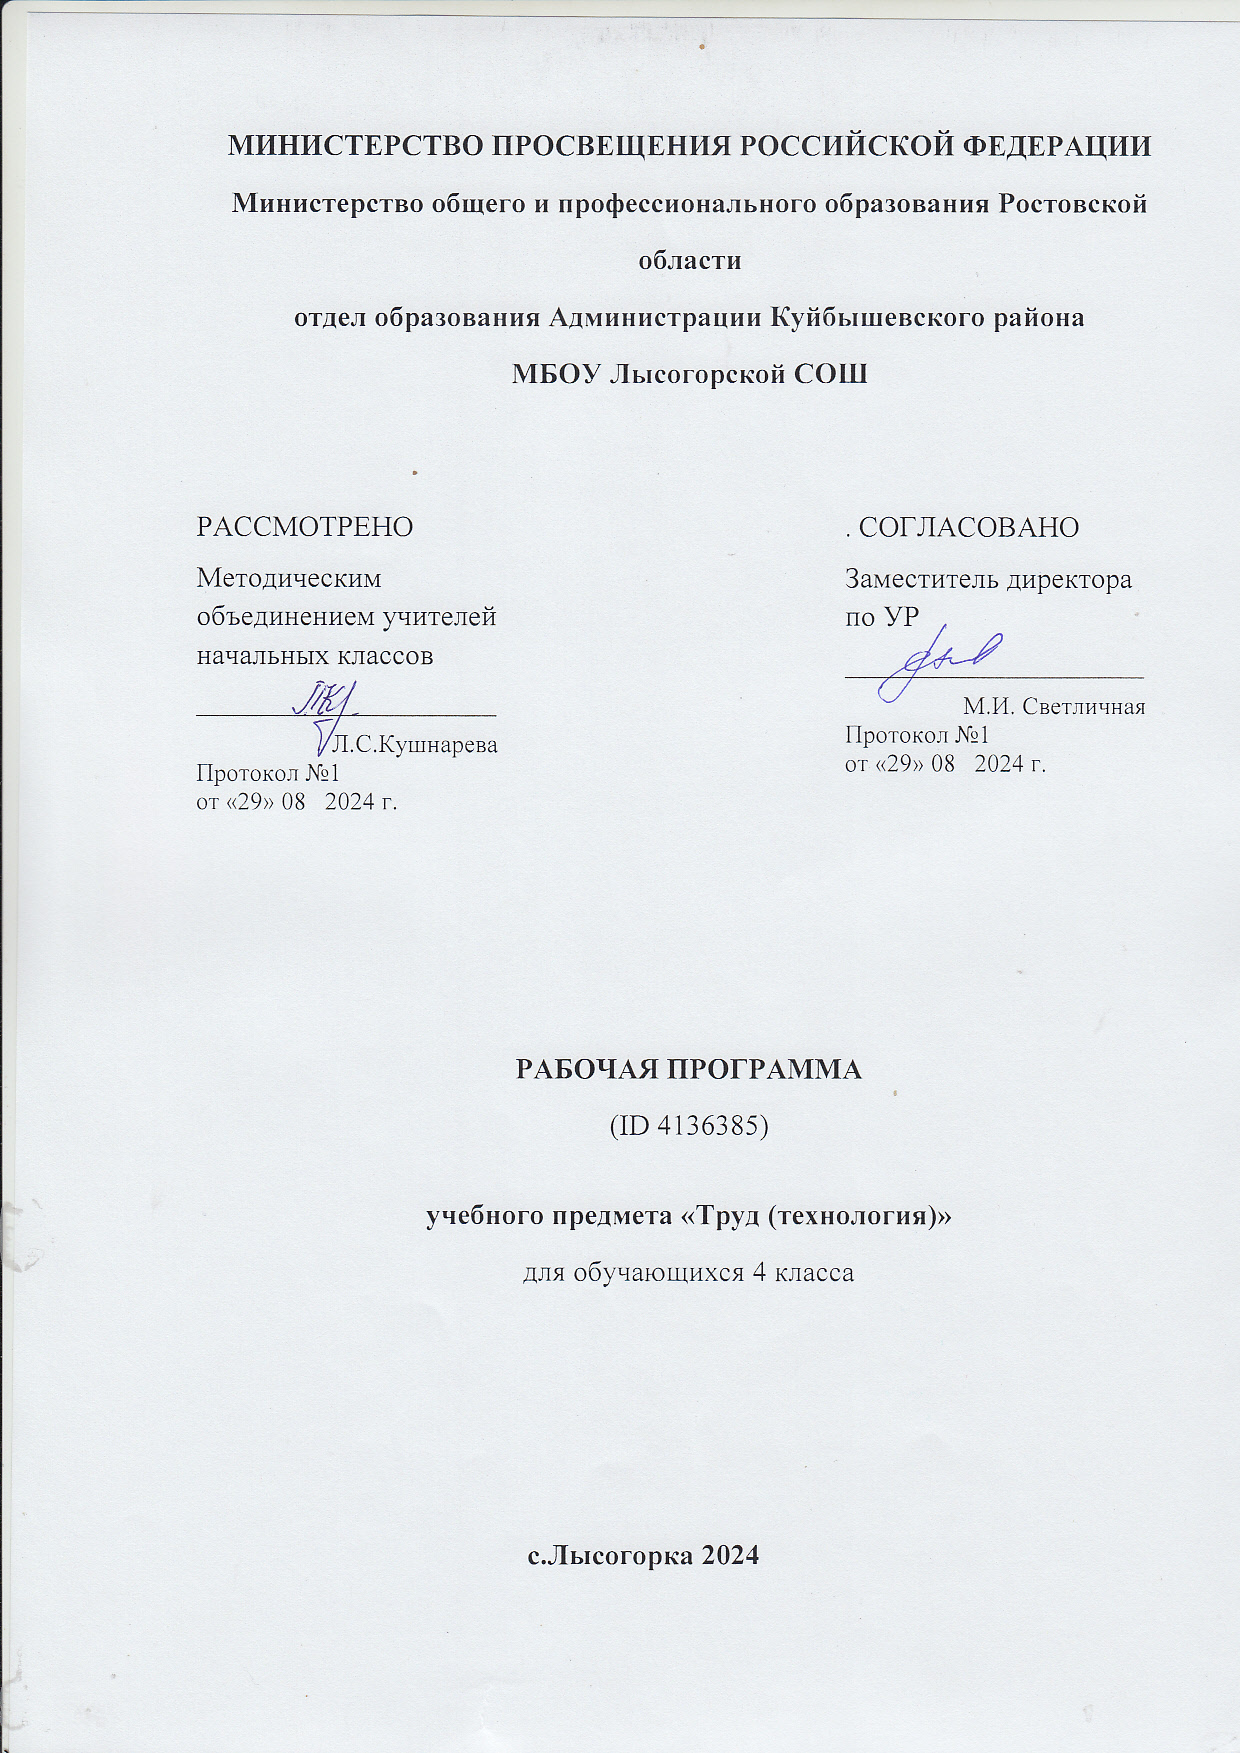 МИНИСТЕРСТВО ПРОСВЕЩЕНИЯ РОССИЙСКОЙ ФЕДЕРАЦИИ
Министерство общего и профессионального образования Ростовской
области
отдел образования Администрации Куйбышевского района
МБОУ Лысогорской СОШ
РАССМОТРЕНО
Методическим
объединением учителей
начальных классов
Л.С.Кушнарева
Протокол №1
от «29» 08 2024 г.
. СОГЛАСОВАНО
Заместитель директора
по УР
М.И. Светличная
Протокол №1
от «29» 08 2024 г.
РАБОЧАЯ ПРОГРАММА
(ID 4136385)
учебного предмета «Труд (технология)»
для обучающихся 4 класса
с.Лысогорка 2024